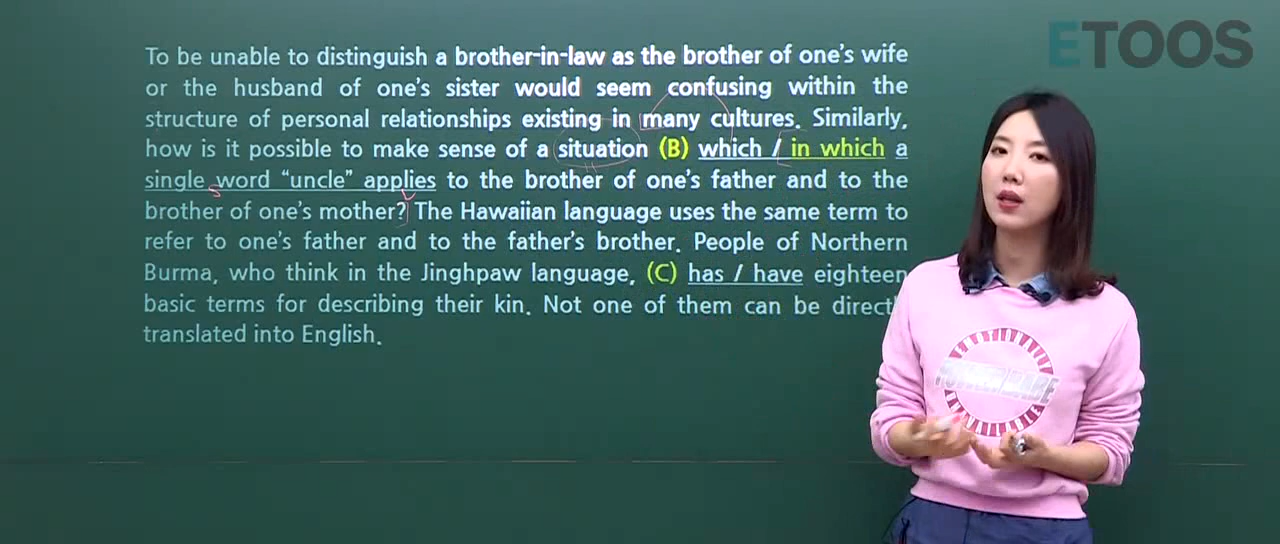 ETOOS
To be unable to distinguish a brother-in-law as the brother of one's wife
or the husband of one's sister would seem confusing within the
structure of personal relationships existing in many cultures. Similarly,
how is it possible to make sense of a situation (B) which / in which a
single word “uncle” applies to the brother of one's father and to the
brother of one's mother? The Hawaiian language uses the same term to
refer to one's father and to the father's brother. People of Northern
Burma, who think in the Jinghpaw language, (C) has / have eighteen
basic terms for describing their kin. Not one of them can be
translated into English.